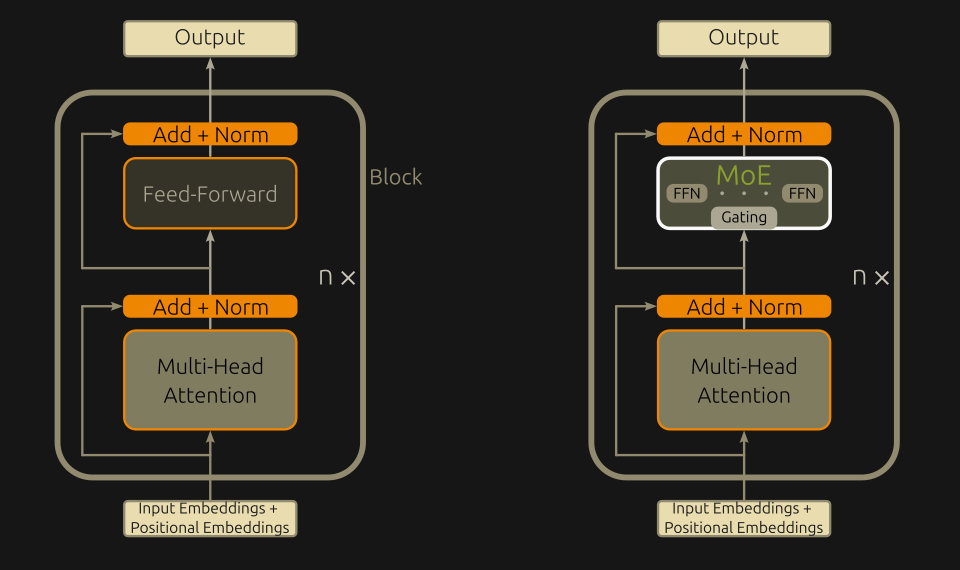 Output
Add + Norm
Feed-Forward
Block
n ×
Add + Norm
Multi-Head
Attention
Input Embeddings +
Positional Embeddings
Output
Add + Norm
MoE
FFN . . . FFN
Gating
n ×
Add + Norm
Multi-Head
Attention
Input Embeddings +
Positional Embeddings